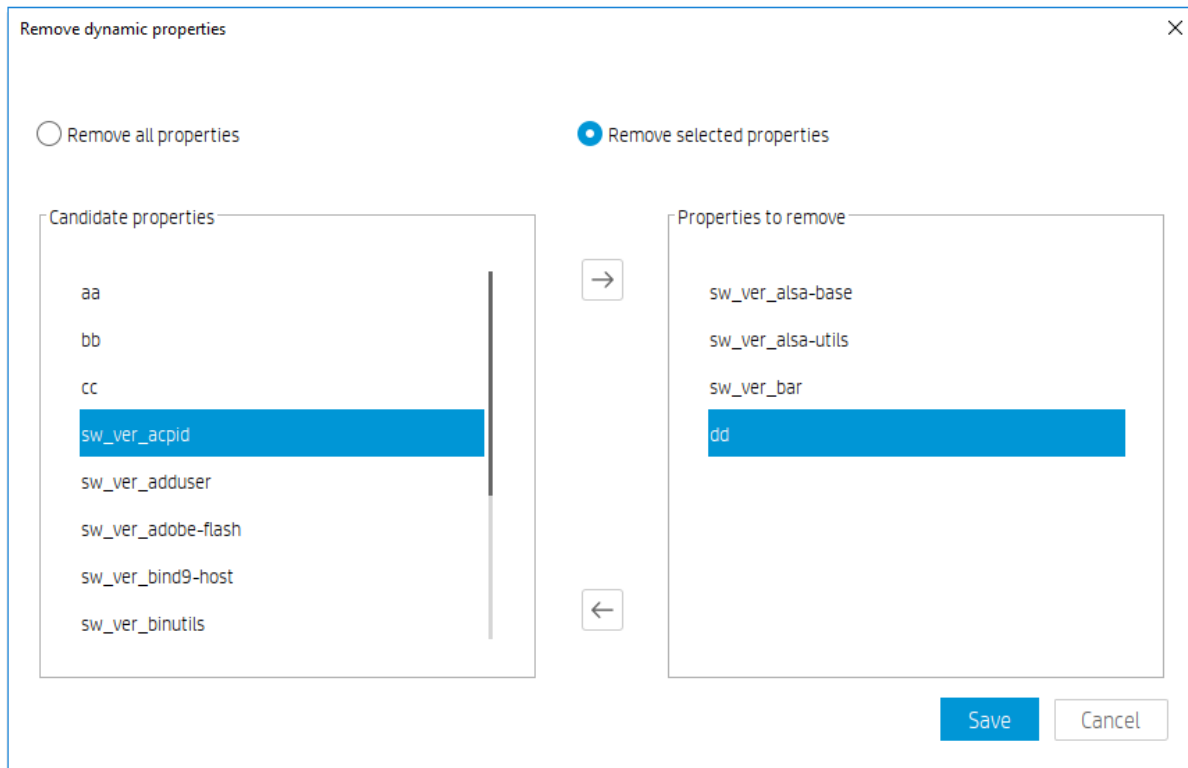 Remove dynamic properties
Remove all properties
Remove selected properties
Candidate properties
aa
bb
cc
sw_ver_acpid
sw_ver_adduser
sw_ver_adobe-flash
sw_ver_bind9-host
sw_ver_binutils
Properties to remove
sw_ver_alsa-base
sw_ver_alsa-utils
sw_ver_bar
dd
Save
Cancel